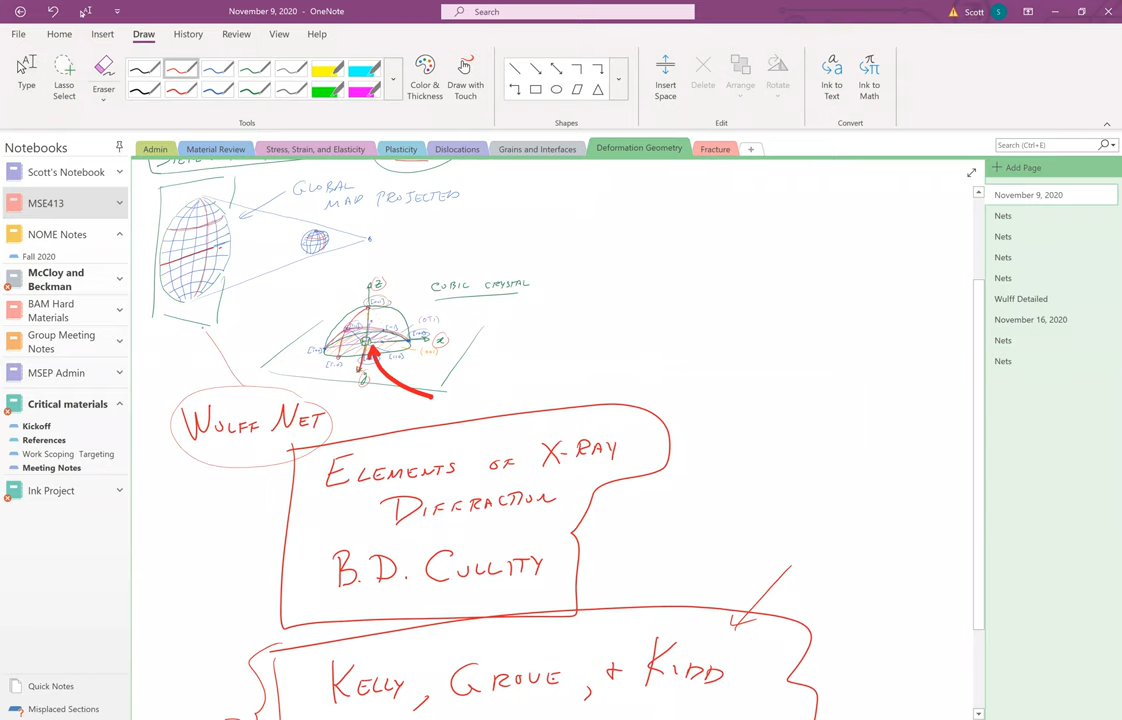 November 9, 2020 - OneNote
Search
Scott
S
File
Home
Insert
Draw
History
Review
View
Help
Type
Lasso
Select
Eraser
Color &
Thickness
Draw with
Touch
Insert
Space
Delete
Arrange
Rotate
Ink to
Text
Ink to
Math
Tools
Shapes
Edit
Convert
Notebooks
Admin
Material Review
Stress, Strain, and Elasticity
Plasticity
Dislocations
Grains and Interfaces
Deformation Geometry
Fracture
Search (Ctrl+E)
Scott's Notebook
MSE413
NOME Notes
Fall 2020
McCloy and
Beckman
BAM Hard
Materials
Group Meeting
Notes
MSEP Admin
Critical materials
Kickoff
References
Work Scoping Targeting
Meeting Notes
Ink Project
Quick Notes
Misplaced Sections
Add Page
November 9, 2020
Nets
Nets
Nets
Nets
Wulff Detailed
November 16, 2020
Nets
Nets
GLOBAL
MAP PROJECTED
CUBIC CRYSTAL
Z
WULFF NET
ELEMENTS OF X-RAY
DIFFRACTION
B.D. CULLITY
KELLY, GROVE, + KIDD